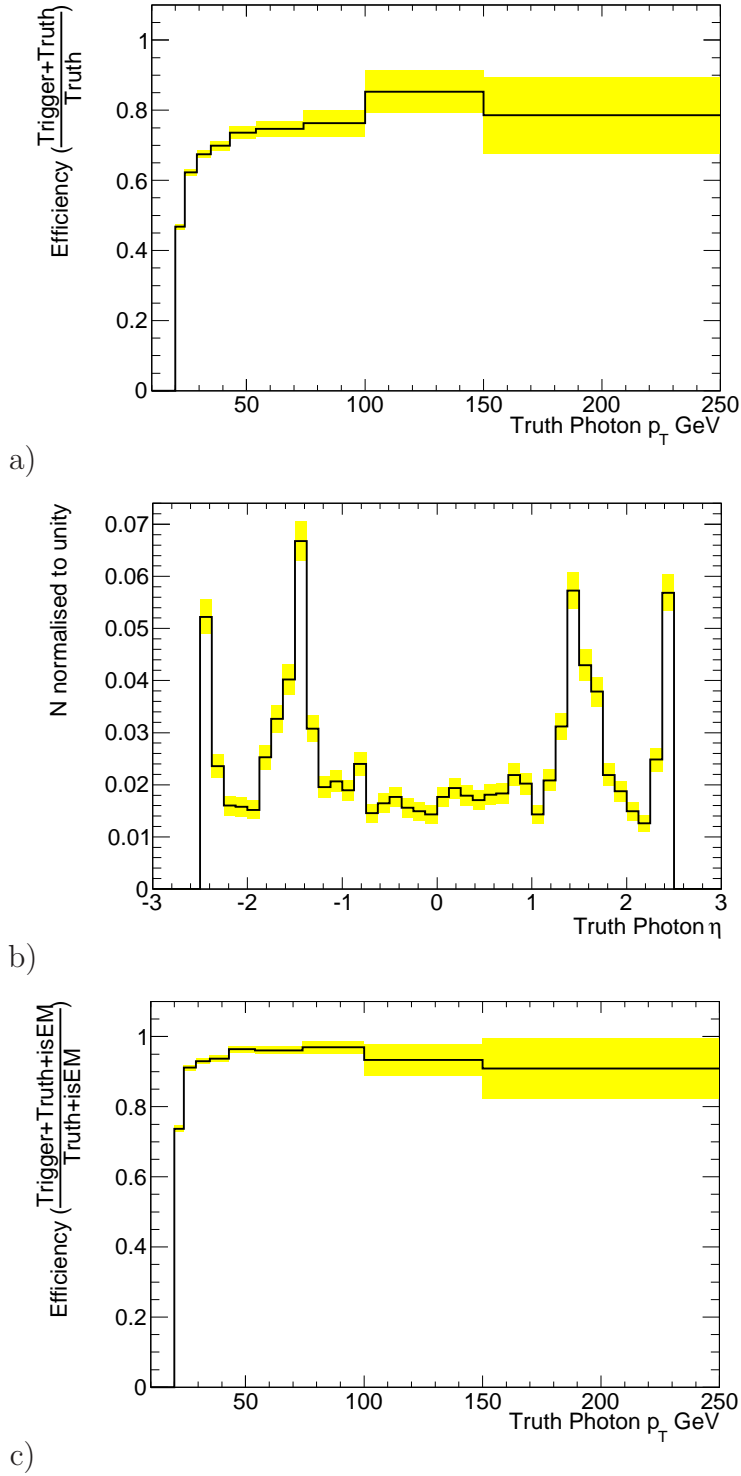 Efficiency (Trigger+Truth
Truth)
1
0.8
0.6
0.4
0.2
0
50 100 150 200 250
Truth Photon p_T GeV
a)
N normalised to unity
0.07
0.06
0.05
0.04
0.03
0.02
0.01
0
-3 -2 -1 0 1 2 3
Truth Photon η
b)
Efficiency (Trigger+Truth+isEM
Truth+isEM)
1
0.8
0.6
0.4
0.2
0
50 100 150 200 250
Truth Photon p_T GeV
c)